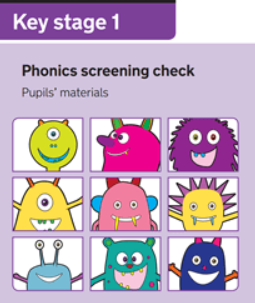 Key stage 1
Phonics screening check
Pupils' materials